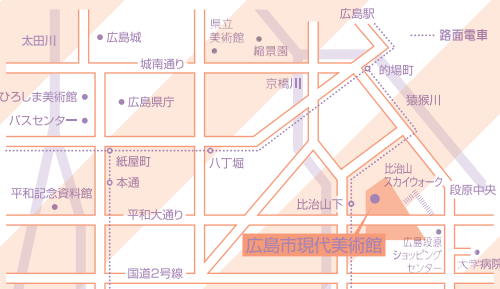 広島駅
県立
美術館
太田川
広島城
縮景園
路面電車
城南通り
的場町
京橋川
ひろしま美術館
広島県庁
猿猴川
バスセンター
紙屋町
八丁堀
本通
比治山
スカイウォーク
平和記念資料館
段原中央
比治山下
平和大通り
広島市現代美術館
広島段原
ショッピング
センター
大学病院
国道2号線